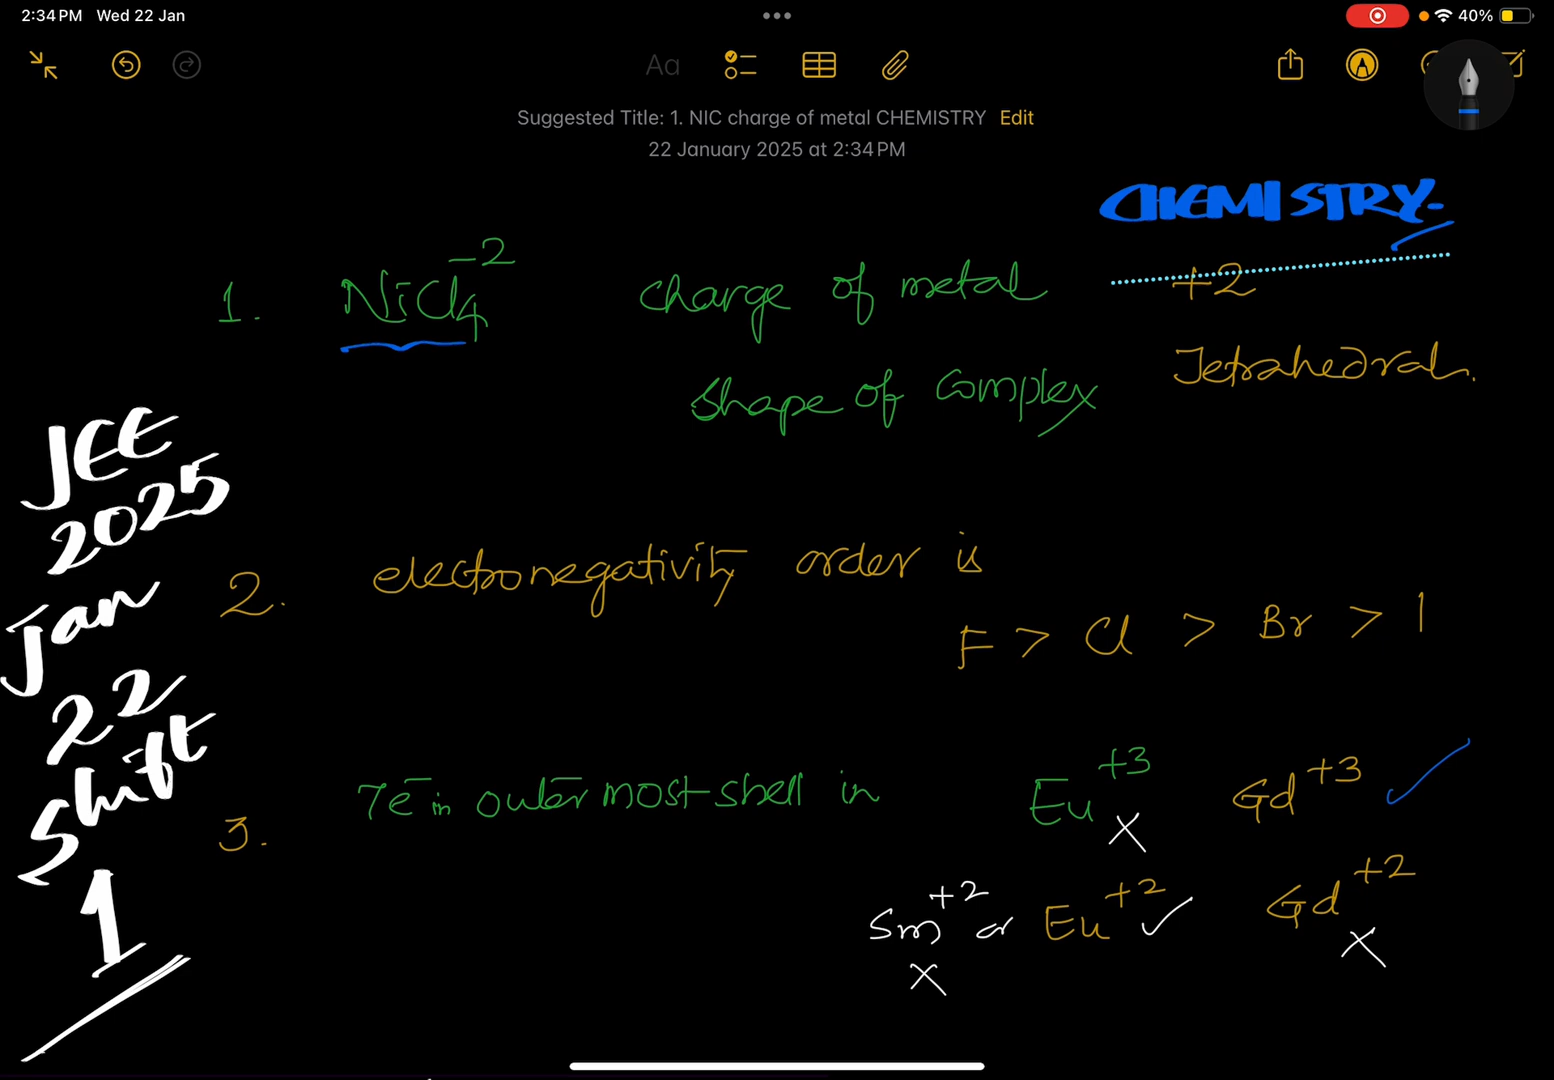 2:34 PM Wed 22 Jan
40%
Aa
Suggested Title: 1. NIC charge of metal CHEMISTRY Edit
22 January 2025 at 2:34 PM
CHEMISTRY-
1. NiCl4 -2 charge of metal +2
shape of complex Tetrahedral.
JEE
2025
Jan
22
Shift
1
2. electronegativity order is
F > Cl > Br > I
3. 7e in outermost shell in Eu+3 Gd+3 ✓
X
Sm+2 or Eu+2 ✓ Gd+2
X X